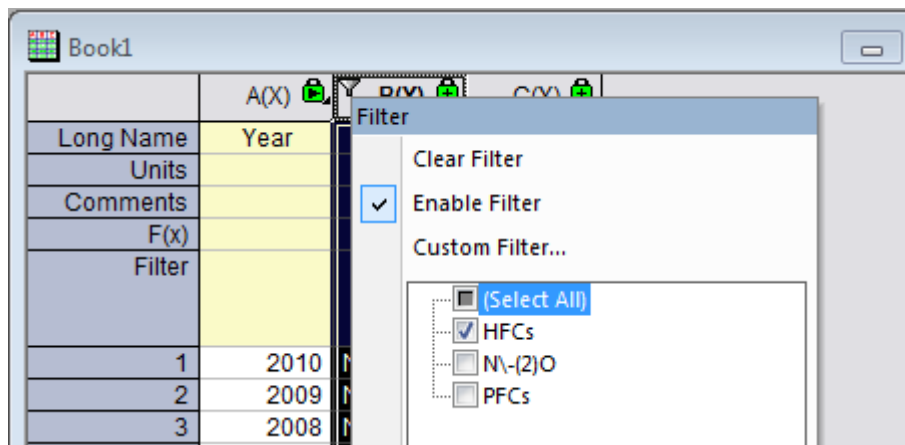 Book1
A(X) B(Y) C(Y)
Filter
Long Name Year
Clear Filter
Units
Comments
Enable Filter
F(x)
Custom Filter...
Filter
(Select All)
HFCs
1 2010 N\-(2)O
2 2009 PFCs
3 2008